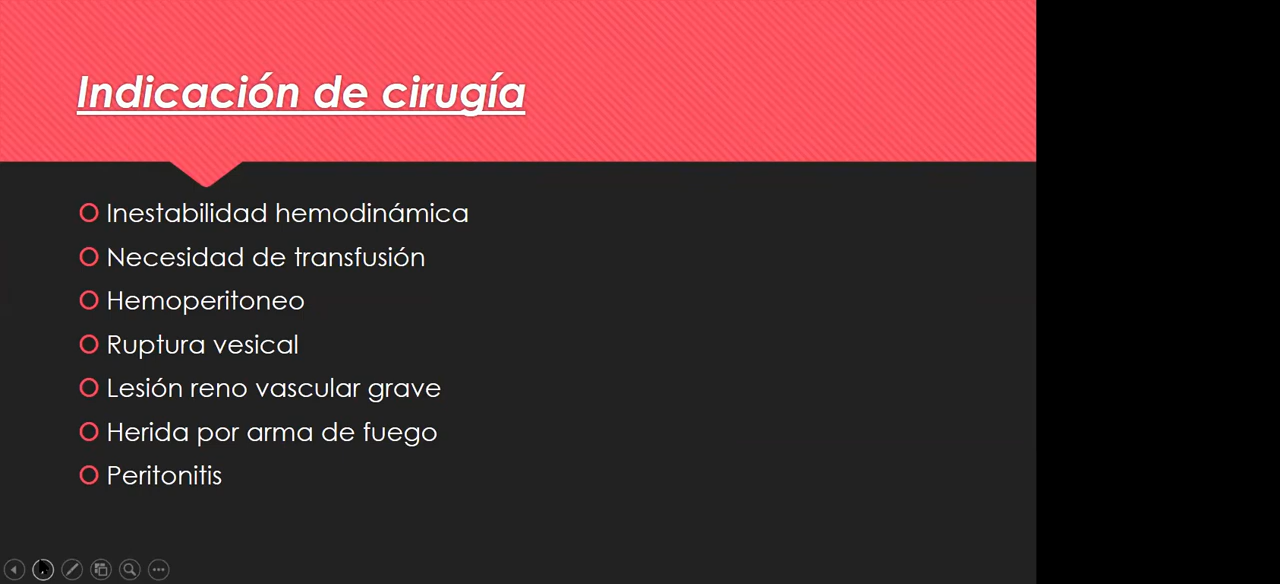 Indicación de cirugía
Inestabilidad hemodinámica
Necesidad de transfusión
Hemoperitoneo
Ruptura vesical
Lesión reno vascular grave
Herida por arma de fuego
Peritonitis